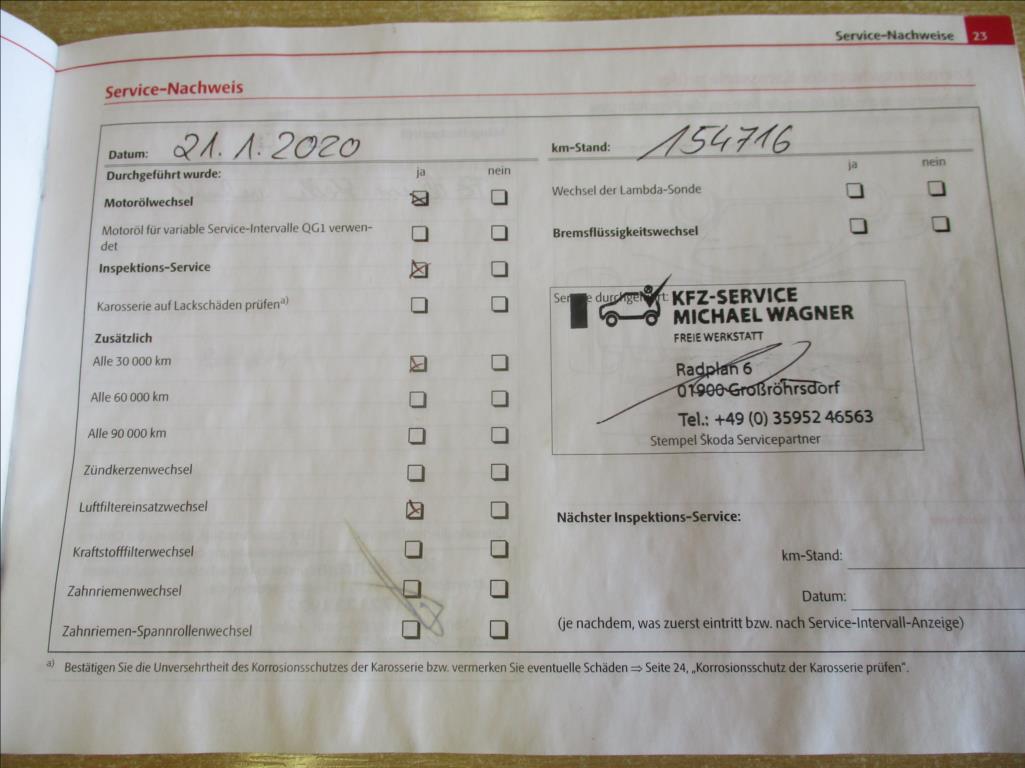 Service-Nachweise 23
Service-Nachweis
Datum: 21.1.2020
Durchgeführt wurde: ja nein
Motorölwechsel
Motoröl für variable Service-Intervalle QG1 verwen-
det
Inspektions-Service
Karosserie auf Lackschäden prüfen a)
Zusätzlich
Alle 30 000 km
Alle 60 000 km
Alle 90 000 km
Zündkerzenwechsel
Luftfiltereinsatzwechsel
Kraftstofffilterwechsel
Zahnriemenwechsel
Zahnriemen-Spannrollenwechsel
km-Stand: 154716
ja nein
Wechsel der Lambda-Sonde
Bremsflüssigkeitswechsel
Service durchgeführt:
KFZ-SERVICE
MICHAEL WAGNER
FREIE WERKSTATT
Radplan 6
01900 Großröhrsdorf
Tel.: +49 (0) 35952 46563
Stempel Škoda Servicepartner
Nächster Inspektions-Service:
km-Stand:
Datum:
(je nachdem, was zuerst eintritt bzw. nach Service-Intervall-Anzeige)
a) Bestätigen Sie die Unversehrtheit des Korrosionsschutzes der Karosserie bzw. vermerken Sie eventuelle Schäden ⇒ Seite 24, „Korrosionsschutz der Karosserie prüfen“.